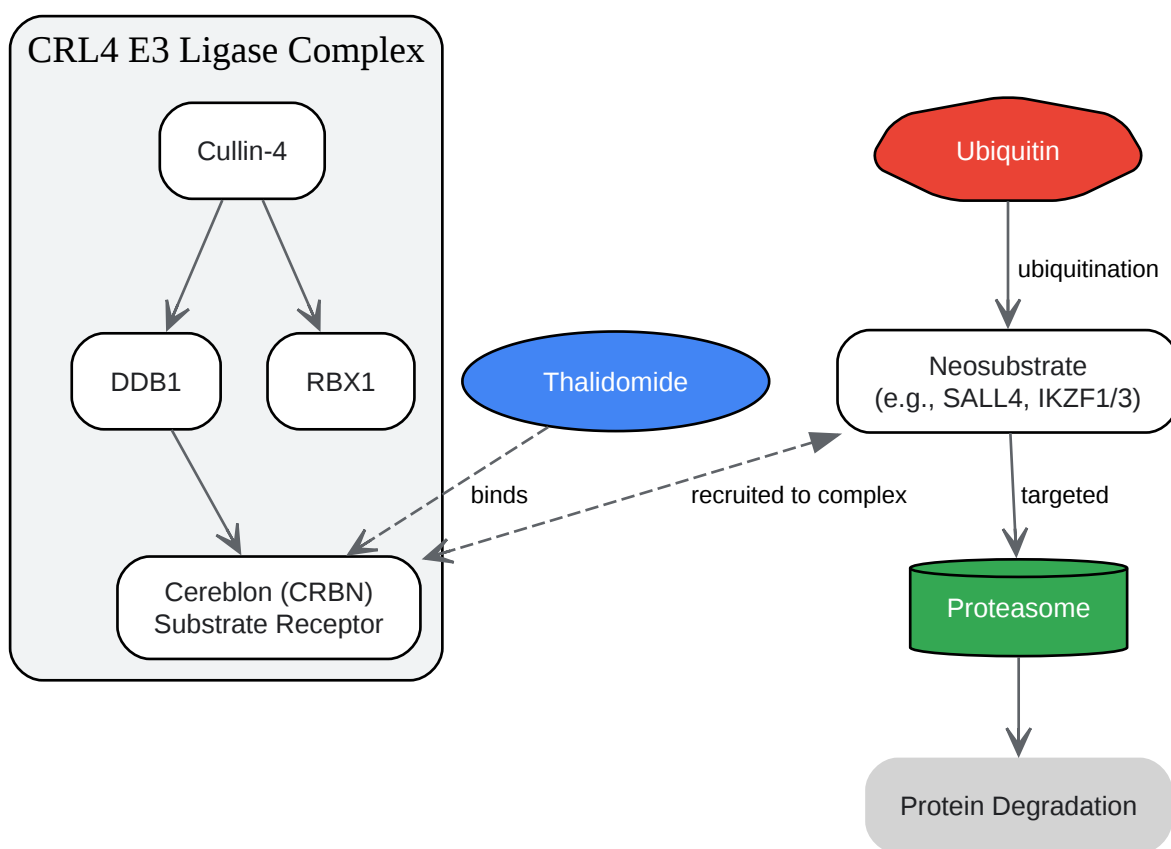 CRL4 E3 Ligase Complex
Cullin-4
Ubiquitin
ubiquitination
DDB1
RBX1
Thalidomide
Neosubstrate
(e.g., SALL4, IKZF1/3)
binds
recruited to complex
targeted
Cereblon (CRBN)
Substrate Receptor
Proteasome
Protein Degradation